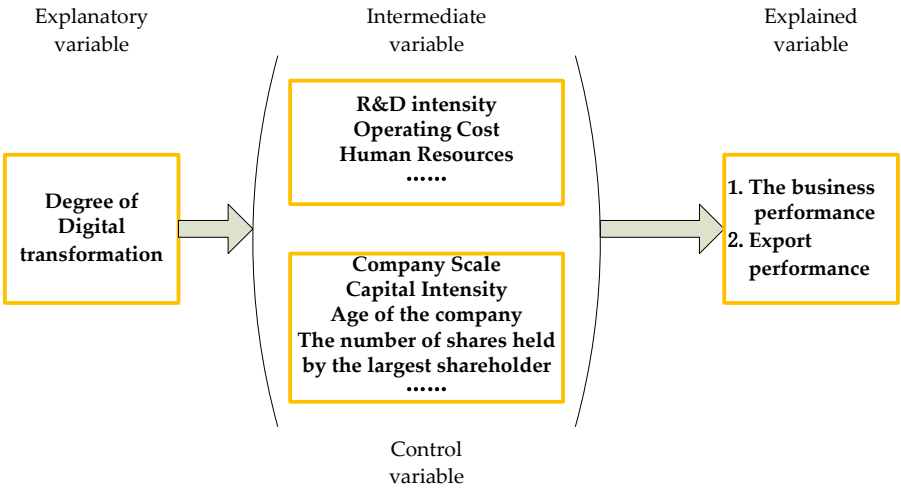 Explanatory
variable
Intermediate
variable
Explained
variable
R&D intensity
Operating Cost
Human Resources
……
Degree of
Digital
transformation
1. The business
performance
2. Export
performance
Company Scale
Capital Intensity
Age of the company
The number of shares held
by the largest shareholder
……
Control
variable